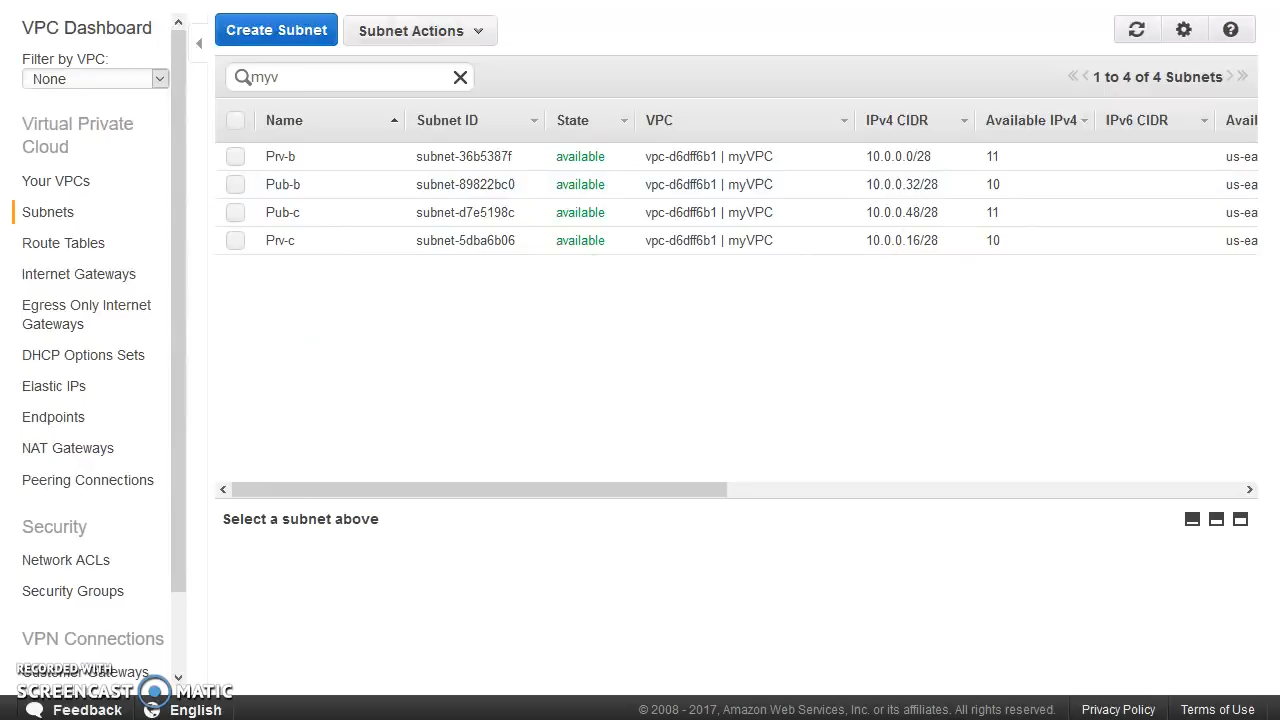 VPC Dashboard
Filter by VPC:
None
Virtual Private
Cloud
Your VPCs
Subnets
Route Tables
Internet Gateways
Egress Only Internet
Gateways
DHCP Options Sets
Elastic IPs
Endpoints
NAT Gateways
Peering Connections
Security
Network ACLs
Security Groups
VPN Connections
Customer Gateways
Create Subnet
Subnet Actions
myv
1 to 4 of 4 Subnets
Name Subnet ID State VPC IPv4 CIDR Available IPv4 IPv6 CIDR Avail
Prv-b subnet-36b5387f available vpc-d6dff6b1 | myVPC 10.0.0.0/28 11 us-ea
Pub-b subnet-89822bc0 available vpc-d6dff6b1 | myVPC 10.0.0.32/28 10 us-ea
Pub-c subnet-d7e5198c available vpc-d6dff6b1 | myVPC 10.0.0.48/28 11 us-ea
Prv-c subnet-5dba6b06 available vpc-d6dff6b1 | myVPC 10.0.0.16/28 10 us-ea
Select a subnet above
RECORDED WITH
SCREENCAST MATIC
Feedback English © 2008 - 2017, Amazon Web Services, Inc. or its affiliates. All rights reserved. Privacy Policy Terms of Use